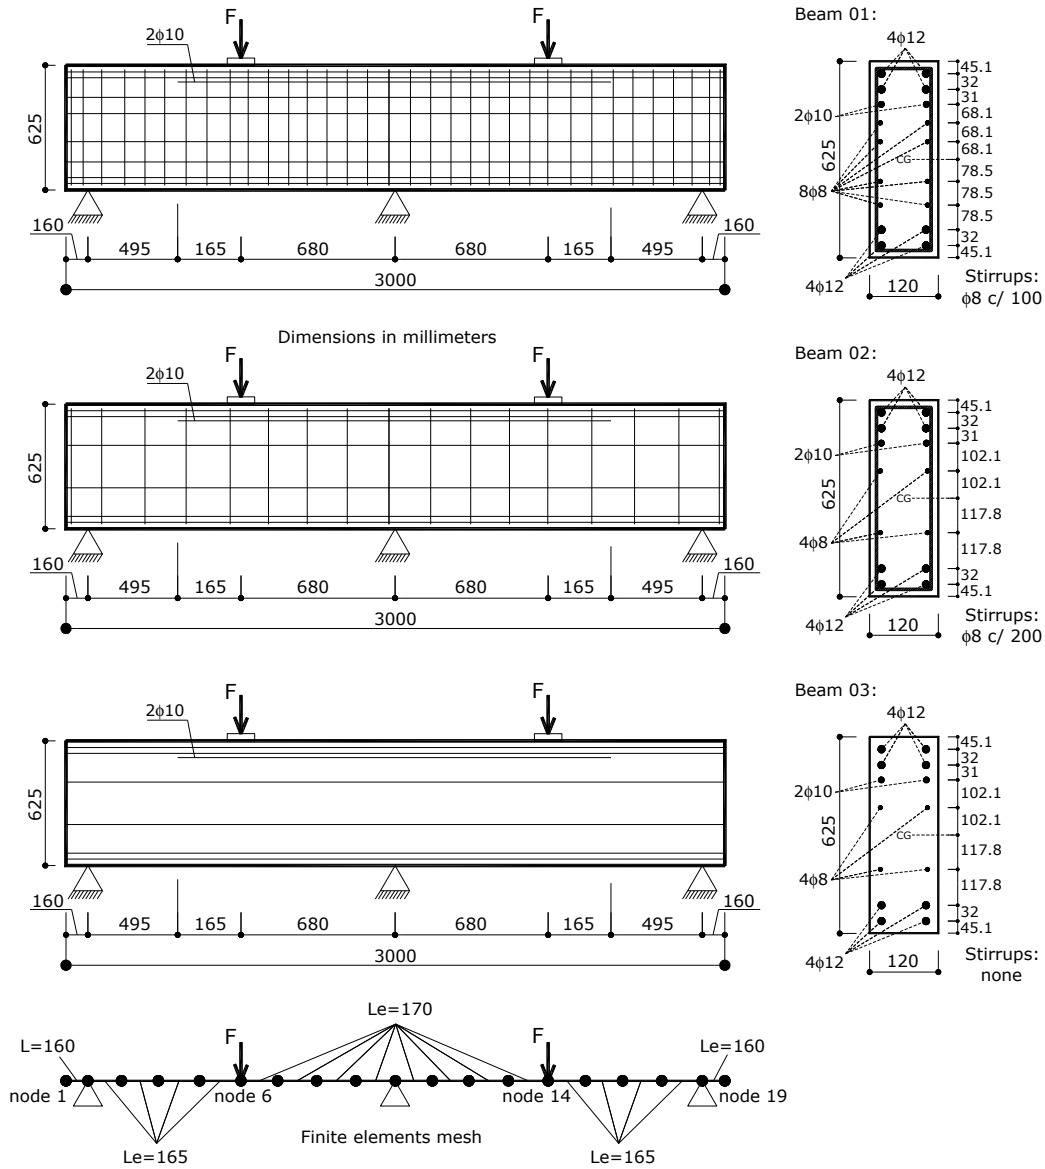 F
F
2ϕ10
625
160
495
165
680
680
165
495
160
3000
Beam 01:
4ϕ12
45.1
32
31
68.1
68.1
68.1
78.5
78.5
78.5
32
45.1
2ϕ10
625
CG
8ϕ8
4ϕ12
120
Stirrups:
ϕ8 c/ 100
Dimensions in millimeters
F
F
2ϕ10
625
160
495
165
680
680
165
495
160
3000
Beam 02:
4ϕ12
45.1
32
31
102.1
102.1
117.8
117.8
32
45.1
2ϕ10
625
CG
4ϕ8
4ϕ12
120
Stirrups:
ϕ8 c/ 200
F
F
2ϕ10
625
160
495
165
680
680
165
495
160
3000
Beam 03:
4ϕ12
45.1
32
31
102.1
102.1
117.8
117.8
32
45.1
2ϕ10
625
CG
4ϕ8
4ϕ12
120
Stirrups:
none
Le=170
L=160
F
F
Le=160
node 1
node 6
node 14
node 19
Finite elements mesh
Le=165
Le=165